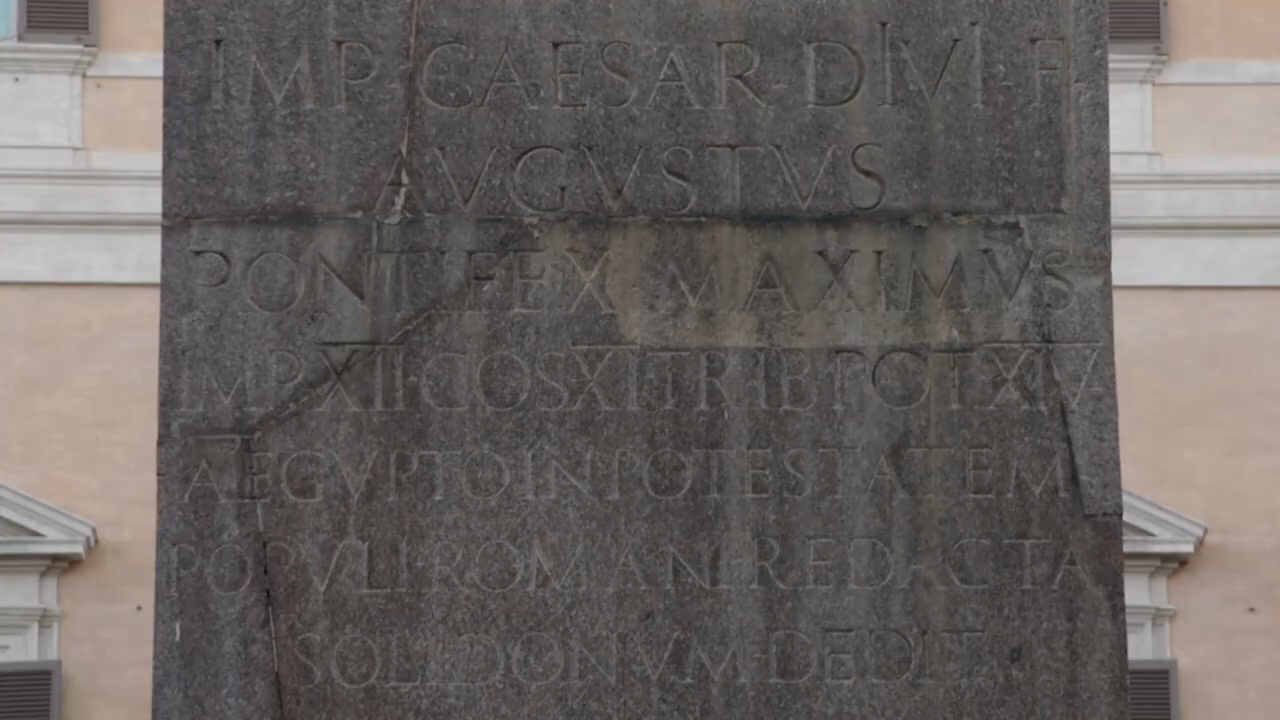 IMP·CAESAR·DIVI·F·
AVGVSTVS
PONTIFEX·MAXIMVS
IMP·XII·COS·XI·TRIB·POT·XIV·
AEGVPTO·IN·POTESTATEM
POPVLI·ROMANI·REDACTA
SOLI·DONVM·DEDIT